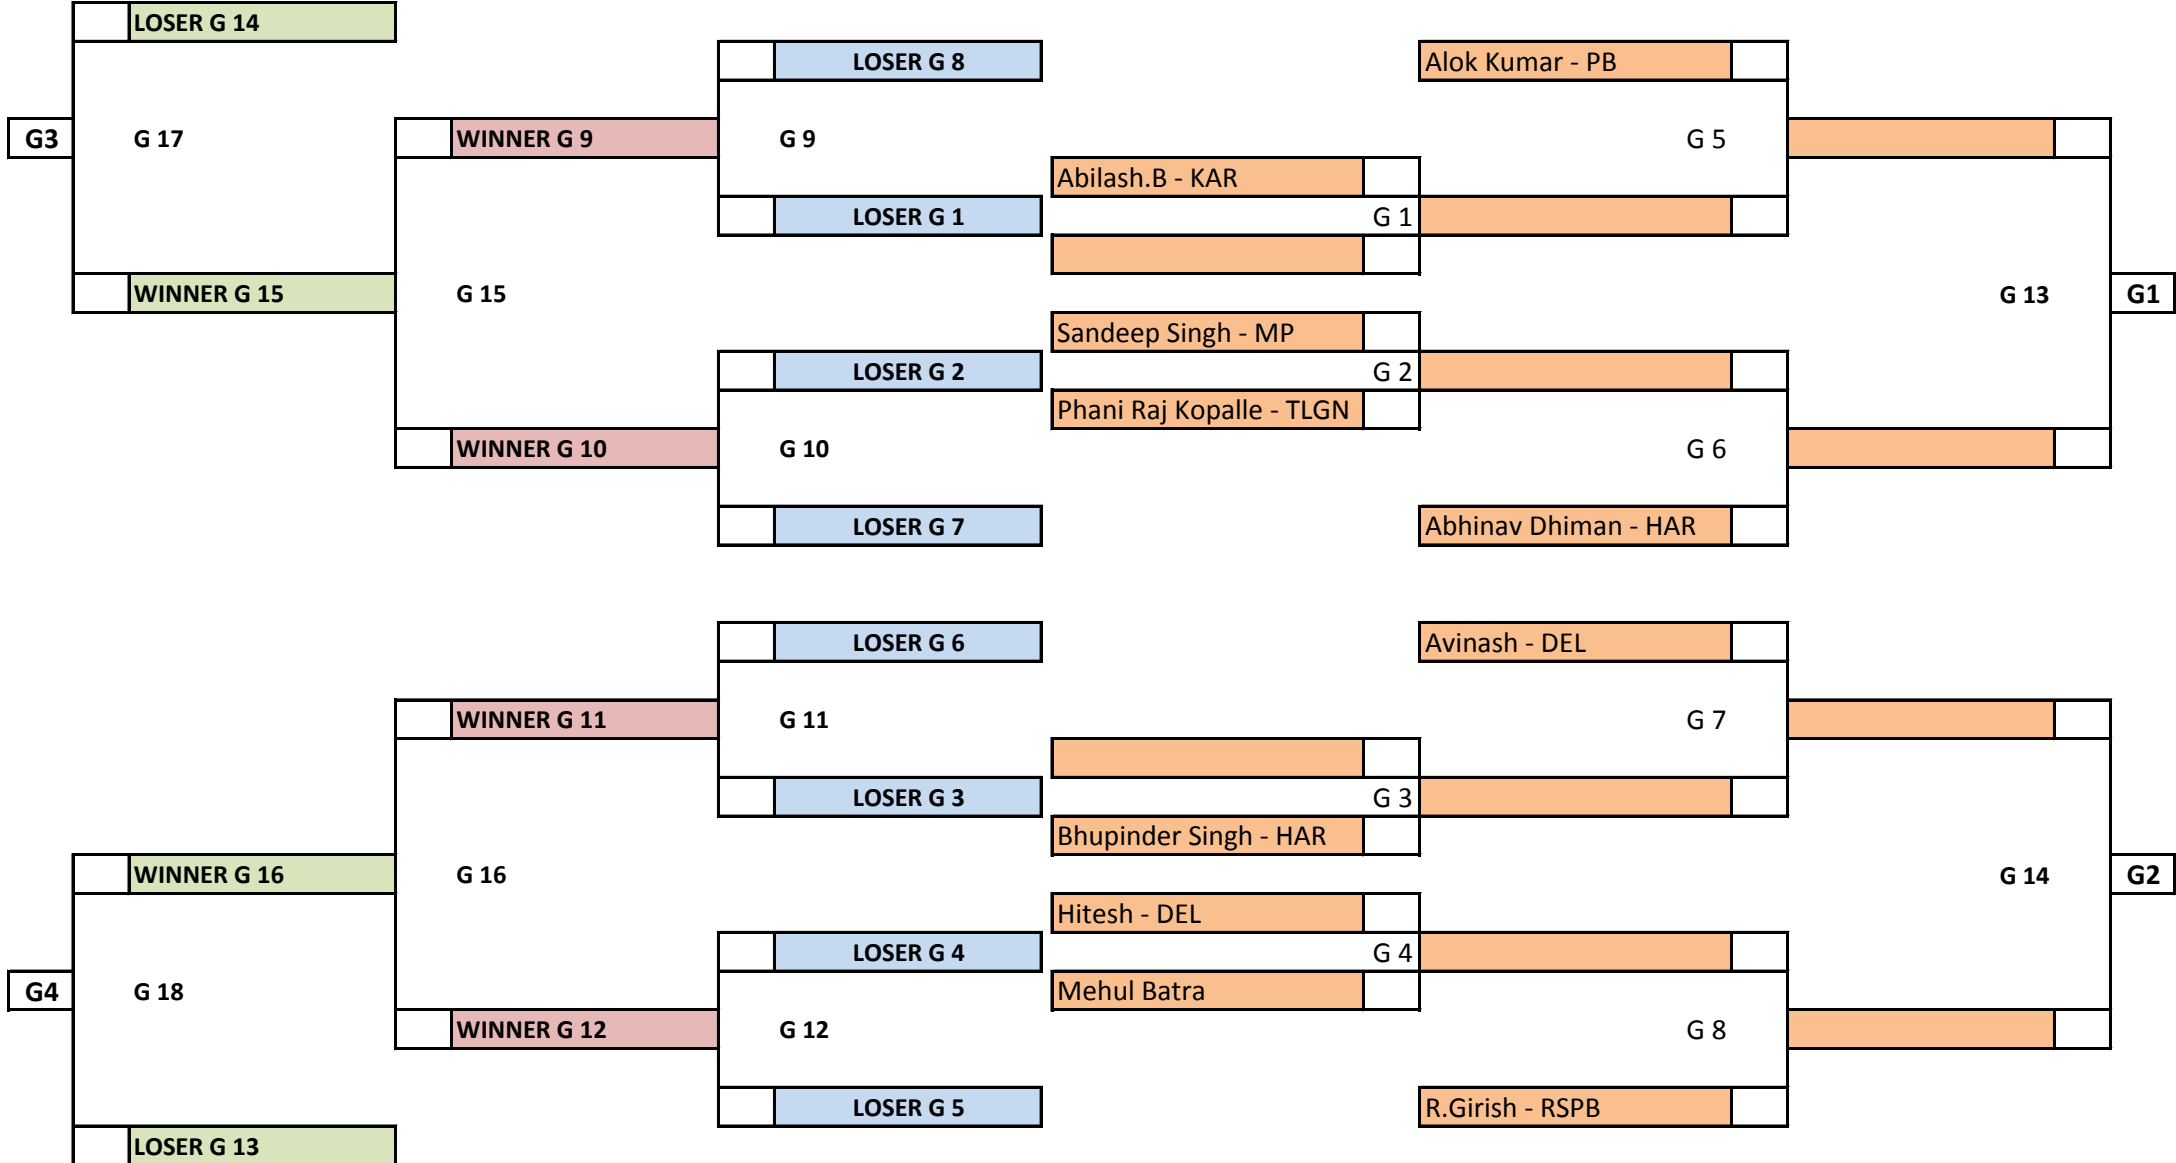 LOSER G 14
LOSER G 8
Alok Kumar - PB
G3
G 17
WINNER G 9
G 9
G 5
Abilash.B - KAR
LOSER G 1
G 1
WINNER G 15
G 15
G 13
G1
Sandeep Singh - MP
LOSER G 2
G 2
Phani Raj Kopalle - TLGN
WINNER G 10
G 10
G 6
LOSER G 7
Abhinav Dhiman - HAR
LOSER G 6
Avinash - DEL
WINNER G 11
G 11
G 7
LOSER G 3
G 3
Bhupinder Singh - HAR
WINNER G 16
G 16
G 14
G2
Hitesh - DEL
LOSER G 4
G 4
G4
G 18
Mehul Batra
WINNER G 12
G 12
G 8
LOSER G 5
R.Girish - RSPB
LOSER G 13